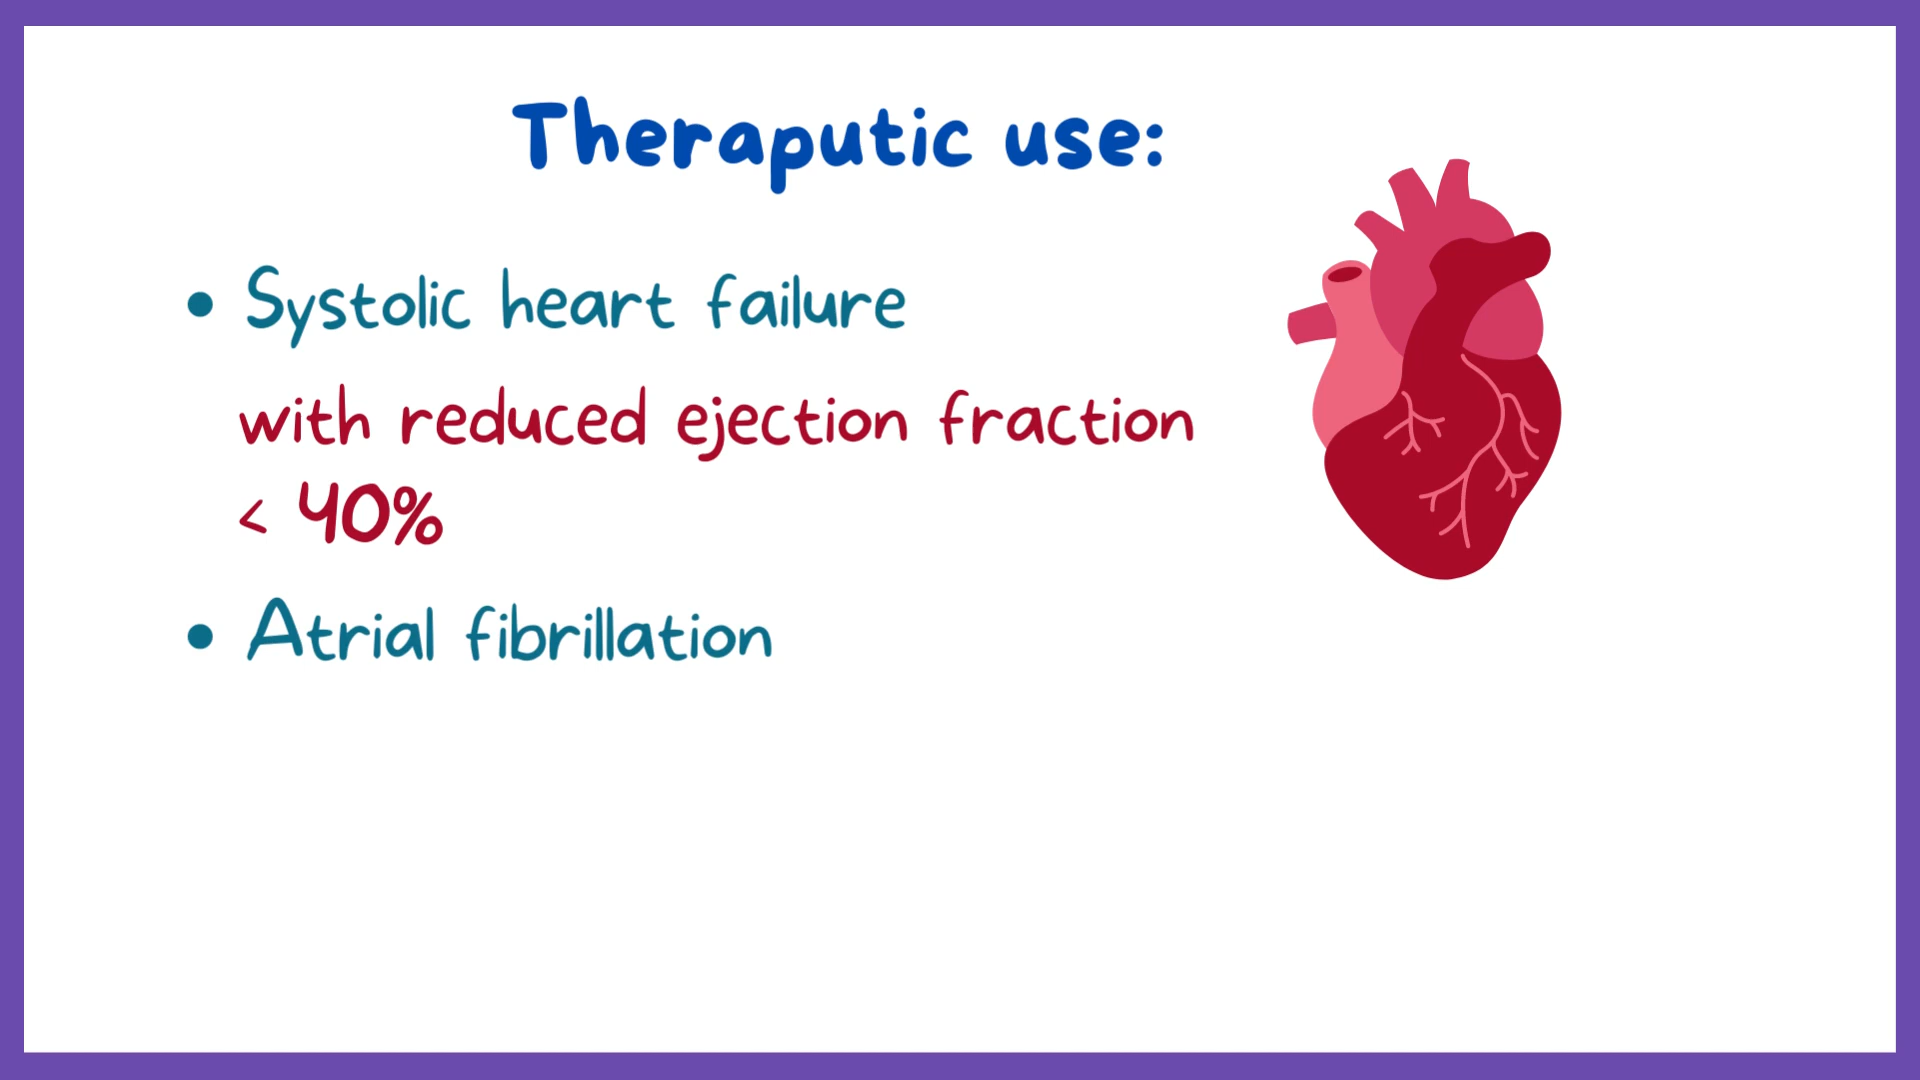 Theraputic use:
• Systolic heart failure
with reduced ejection fraction
< 40%
• Atrial fibrillation